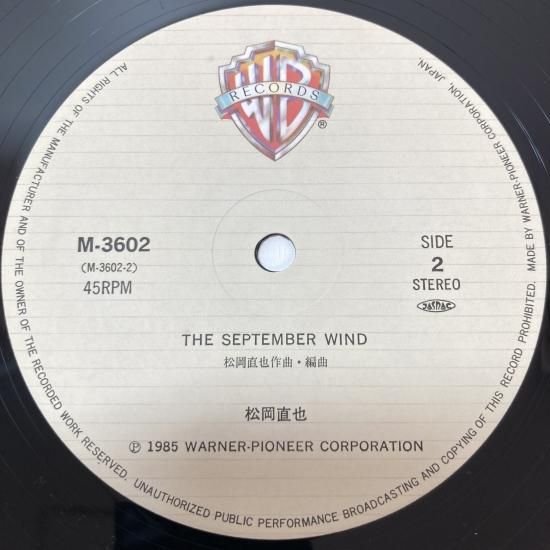 WB
RECORDS
®
M-3602
(M-3602-2)
45RPM
SIDE
2
STEREO
JASRAC
THE SEPTEMBER WIND
松岡直也作曲・編曲
松岡直也
Ⓟ 1985 WARNER-PIONEER CORPORATION
ALL RIGHTS OF THE MANUFACTURER AND OF THE OWNER OF THE RECORDED WORK RESERVED. UNAUTHORIZED PUBLIC PERFORMANCE BROADCASTING AND COPYING OF THIS RECORD PROHIBITED. MADE BY WARNER-PIONEER CORPORATION, JAPAN.